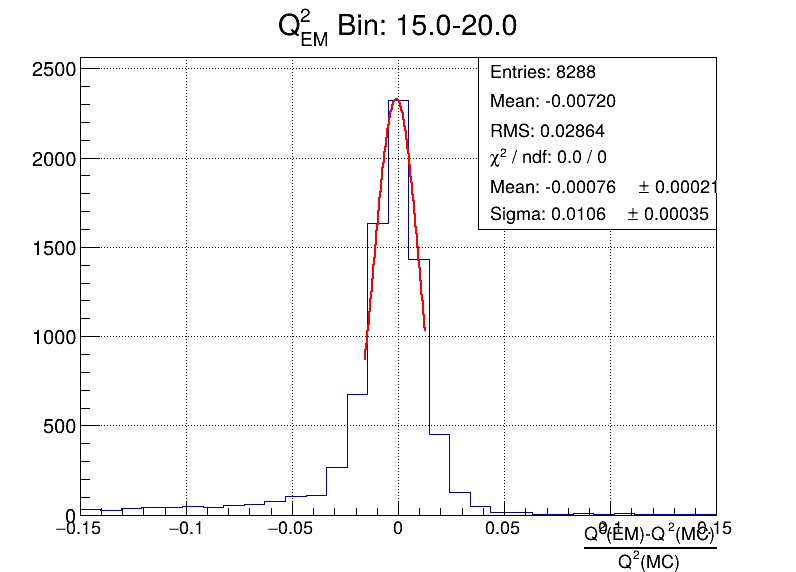 Q²EM Bin: 15.0-20.0
Entries: 8288
Mean: -0.00720
RMS: 0.02864
χ² / ndf: 0.0 / 0
Mean: -0.00076 ± 0.00021
Sigma: 0.0106 ± 0.00035
2500
2000
1500
1000
500
0
−0.15 −0.1 −0.05 0 0.05 0.1 0.15
Q²(EM)-Q²(MC)
Q²(MC)